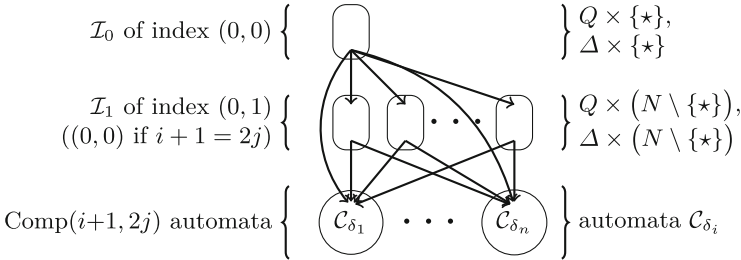 𝓘₀ of index (0, 0)
Q × {⋆},
Δ × {⋆}
𝓘₁ of index (0, 1)
((0, 0) if i + 1 = 2j)
· · ·
Q × (N \ {⋆}),
Δ × (N \ {⋆})
Comp(i+1, 2j) automata
𝒞_{δ₁} · · · 𝒞_{δₙ}
automata 𝒞_{δᵢ}